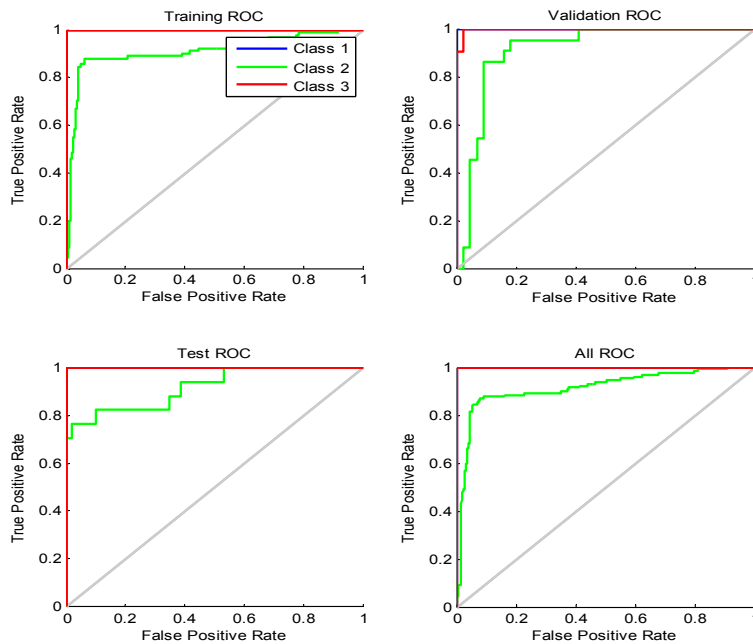 Training ROC
1
0.8
0.6
0.4
0.2
0
True Positive Rate
Class 1
Class 2
Class 3
0 0.2 0.4 0.6 0.8 1
False Positive Rate
Validation ROC
1
0.8
0.6
0.4
0.2
0
True Positive Rate
0 0.2 0.4 0.6 0.8 1
False Positive Rate
Test ROC
1
0.8
0.6
0.4
0.2
0
True Positive Rate
0 0.2 0.4 0.6 0.8 1
False Positive Rate
All ROC
1
0.8
0.6
0.4
0.2
0
True Positive Rate
0 0.2 0.4 0.6 0.8 1
False Positive Rate